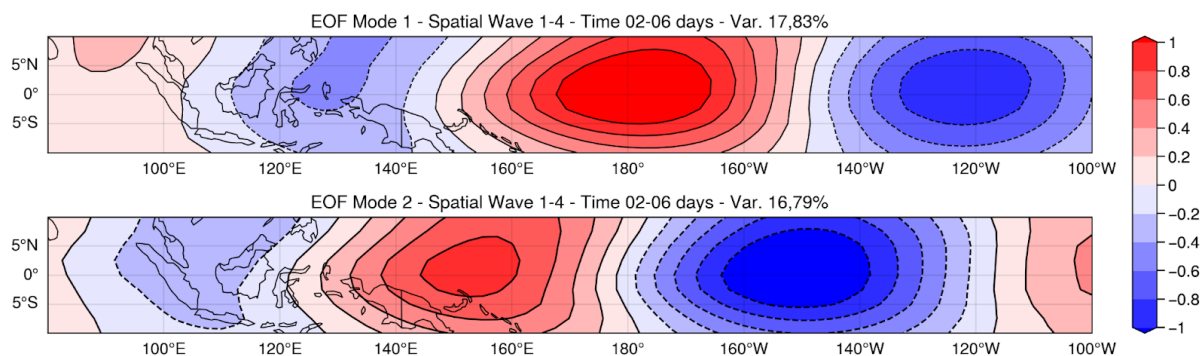 EOF Mode 1 - Spatial Wave 1-4 - Time 02-06 days - Var. 17,83%
5°N
0°
5°S
100°E 120°E 140°E 160°E 180° 160°W 140°W 120°W 100°W
EOF Mode 2 - Spatial Wave 1-4 - Time 02-06 days - Var. 16,79%
5°N
0°
5°S
100°E 120°E 140°E 160°E 180° 160°W 140°W 120°W 100°W
1
0.8
0.6
0.4
0.2
0
−0.2
−0.4
−0.6
−0.8
−1